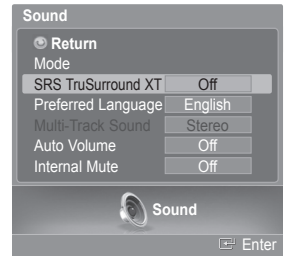 Sound
Return
Mode
SRS TruSurround XT Off
Preferred Language English
Multi-Track Sound Stereo
Auto Volume Off
Internal Mute Off
Sound
Enter